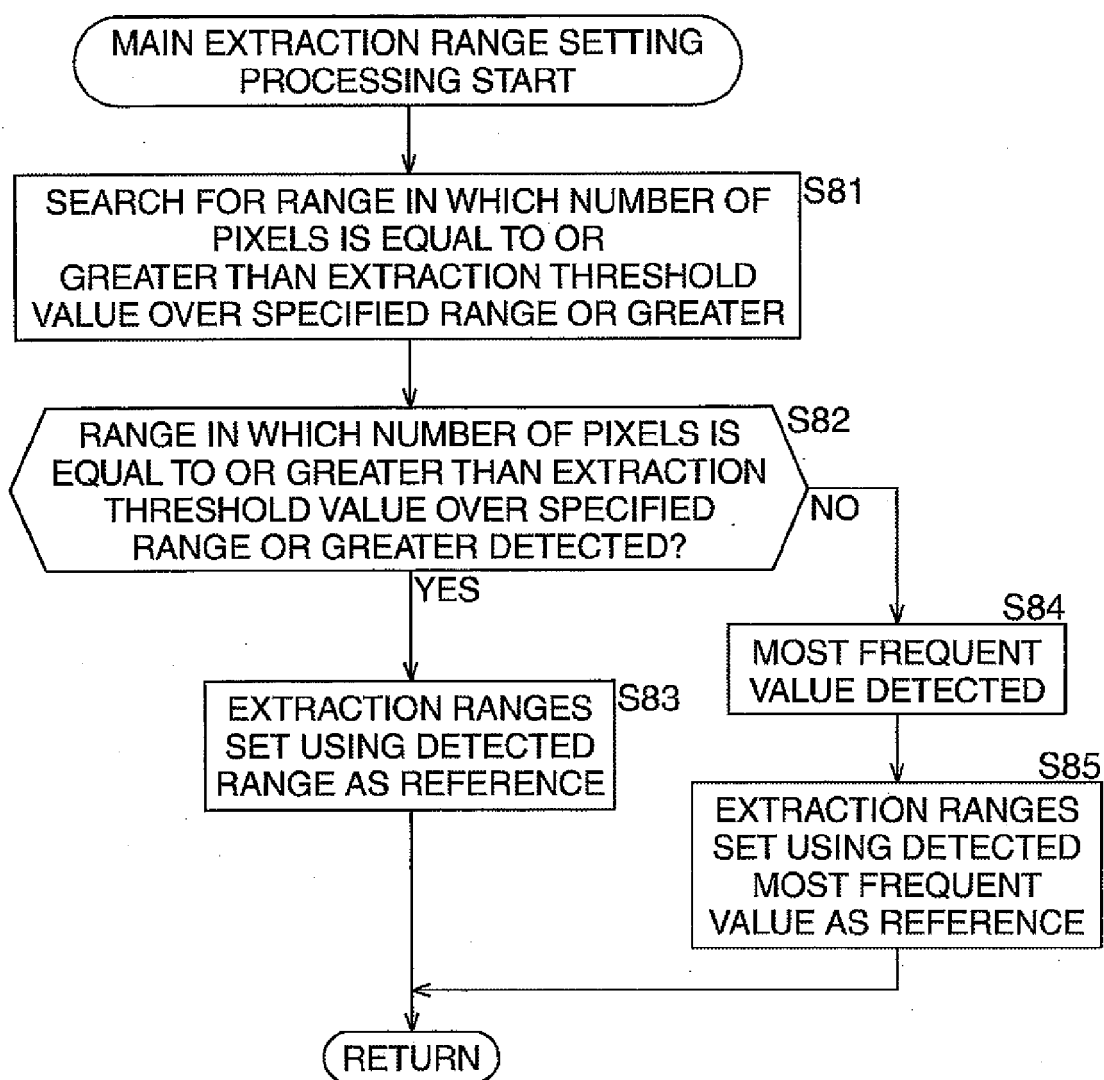 MAIN EXTRACTION RANGE SETTING
PROCESSING START
S81
SEARCH FOR RANGE IN WHICH NUMBER OF
PIXELS IS EQUAL TO OR
GREATER THAN EXTRACTION THRESHOLD
VALUE OVER SPECIFIED RANGE OR GREATER
S82
RANGE IN WHICH NUMBER OF PIXELS IS
EQUAL TO OR GREATER THAN EXTRACTION
THRESHOLD VALUE OVER SPECIFIED
RANGE OR GREATER DETECTED?
NO
YES
S83
EXTRACTION RANGES
SET USING DETECTED
RANGE AS REFERENCE
S84
MOST FREQUENT
VALUE DETECTED
S85
EXTRACTION RANGES
SET USING DETECTED
MOST FREQUENT
VALUE AS REFERENCE
RETURN